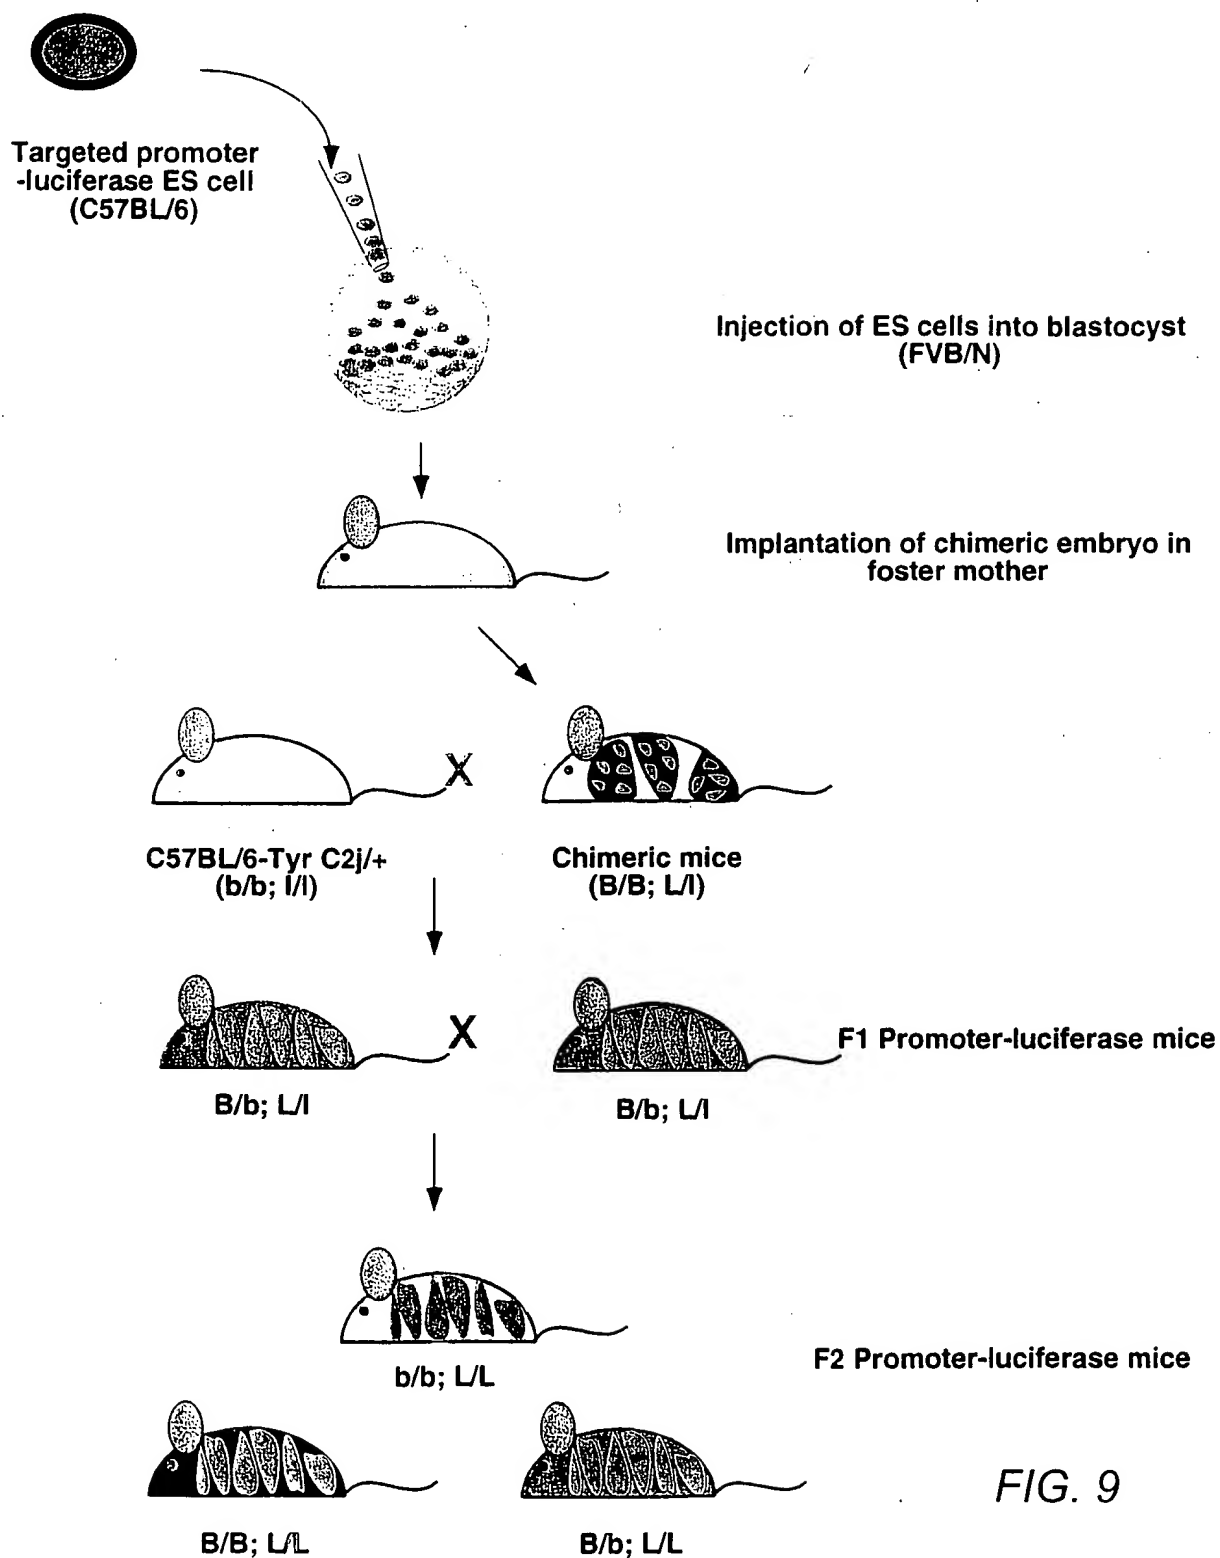 Targeted promoter
-luciferase ES cell
(C57BL/6)
Injection of ES cells into blastocyst
(FVB/N)
Implantation of chimeric embryo in
foster mother
X
C57BL/6-Tyr C2j/+
(b/b; l/l)
Chimeric mice
(B/B; L/l)
X
F1 Promoter-luciferase mice
B/b; L/l
B/b; L/l
b/b; L/L
F2 Promoter-luciferase mice
B/B; L/L
B/b; L/L
FIG. 9